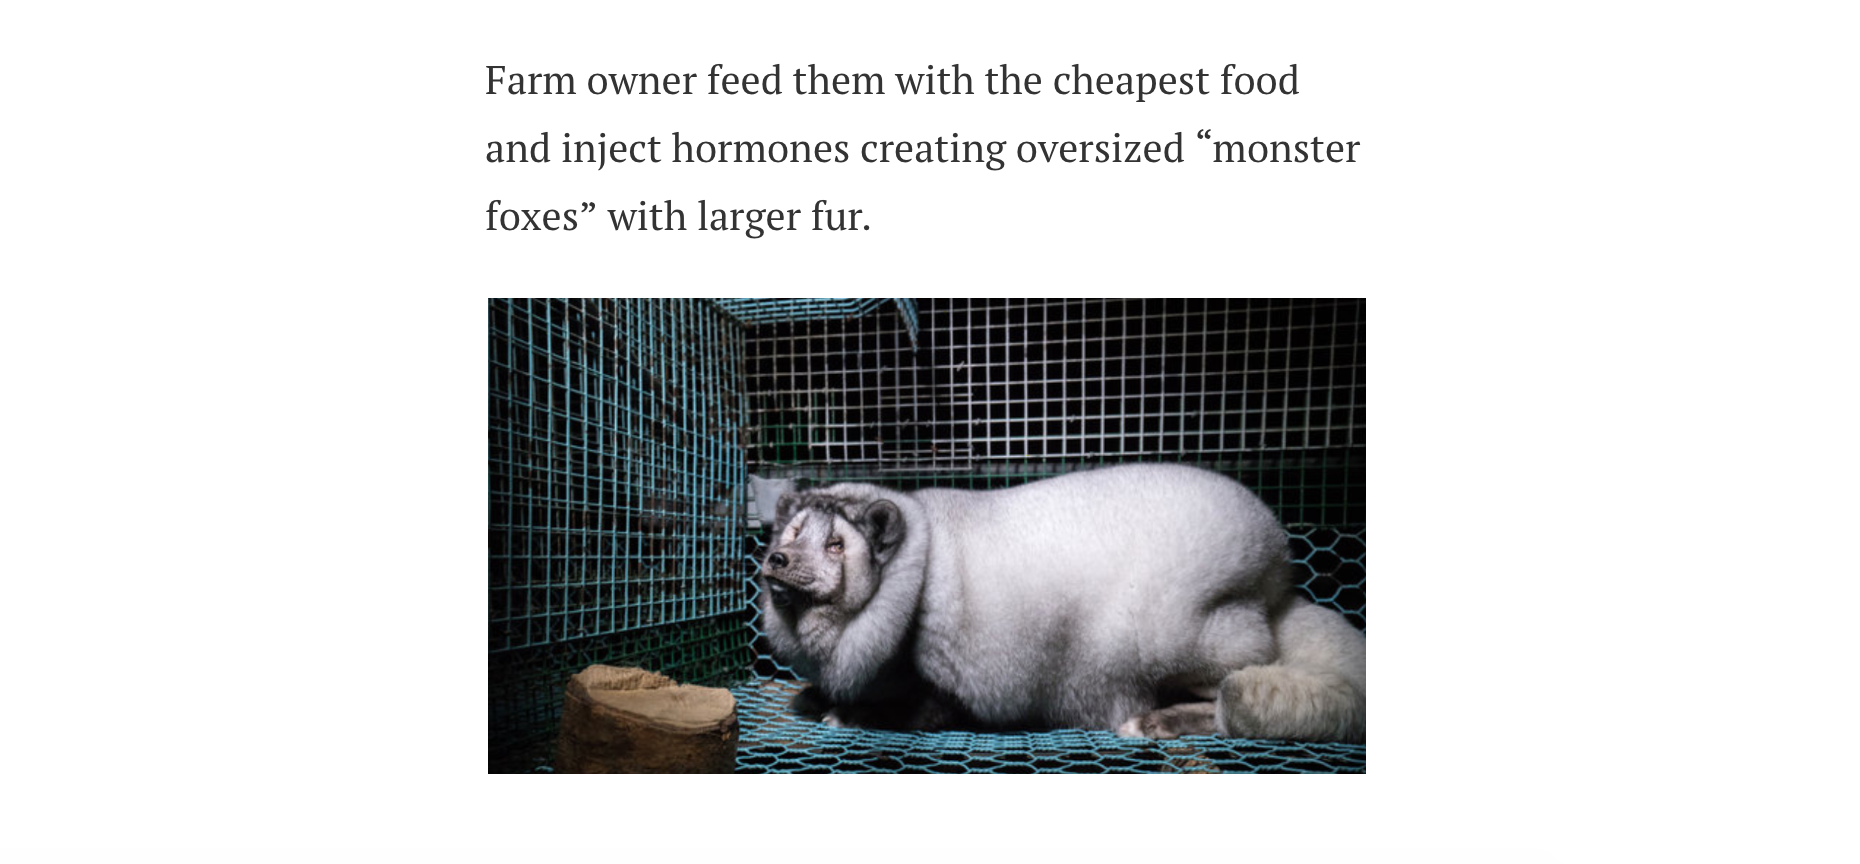 Farm owner feed them with the cheapest food
and inject hormones creating oversized “monster
foxes” with larger fur.